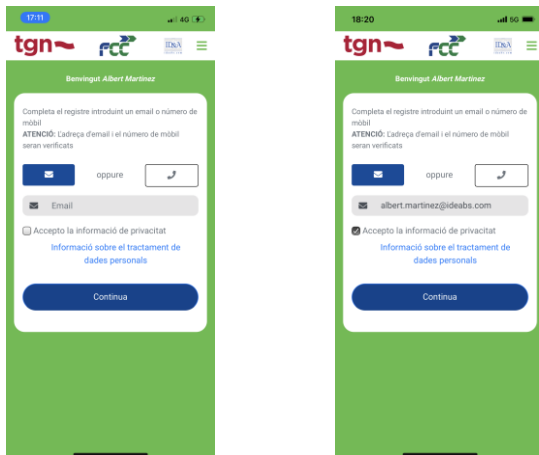 17:11
4G
tgn
FCC
ID&A
Benvingut Albert Martinez
Completa el registre introduint un email o número de
mòbil
ATENCIÓ: L'adreça d'email i el número de mòbil
seran verificats
oppure
Email
Accepto la informació de privacitat
Informació sobre el tractament de
dades personals
Continua
18:20
5G
tgn
FCC
ID&A
Benvingut Albert Martinez
Completa el registre introduint un email o número de
mòbil
ATENCIÓ: L'adreça d'email i el número de mòbil
seran verificats
oppure
albert.martinez@ideabs.com
Accepto la informació de privacitat
Informació sobre el tractament de
dades personals
Continua